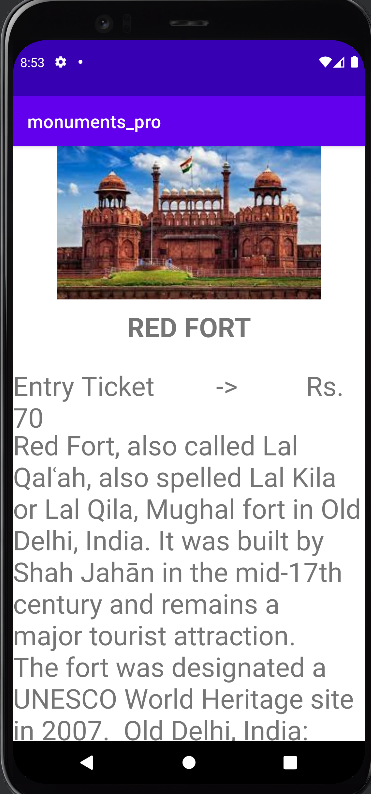 8:53
monuments_pro
RED FORT
Entry Ticket -> Rs.
70
Red Fort, also called Lal
Qalʿah, also spelled Lal Kila
or Lal Qila, Mughal fort in Old
Delhi, India. It was built by
Shah Jahān in the mid-17th
century and remains a
major tourist attraction.
The fort was designated a
UNESCO World Heritage site
in 2007. Old Delhi, India: